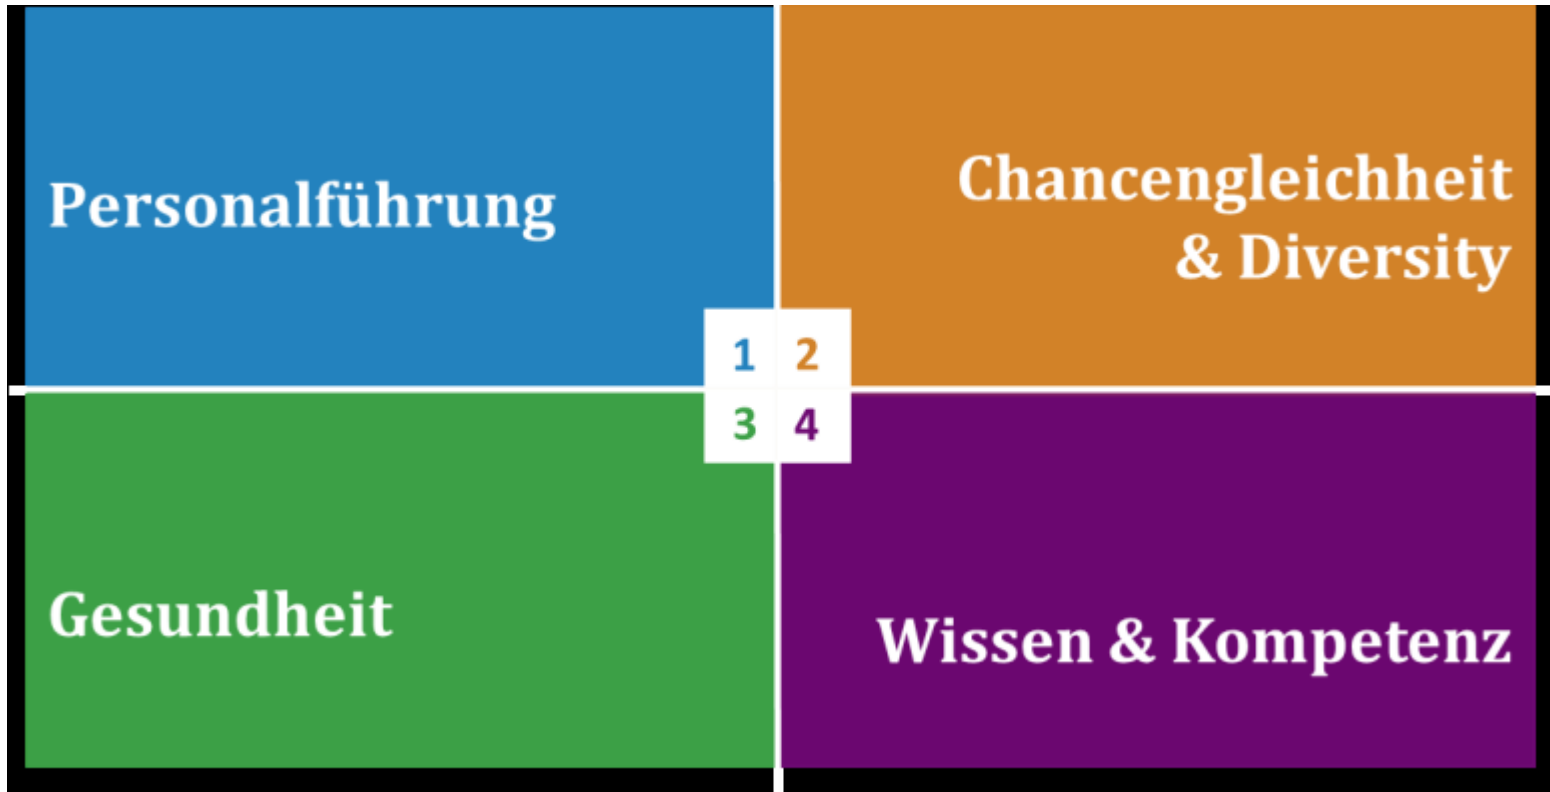 Personalführung
Chancengleichheit
& Diversity
1 2
3 4
Gesundheit
Wissen & Kompetenz